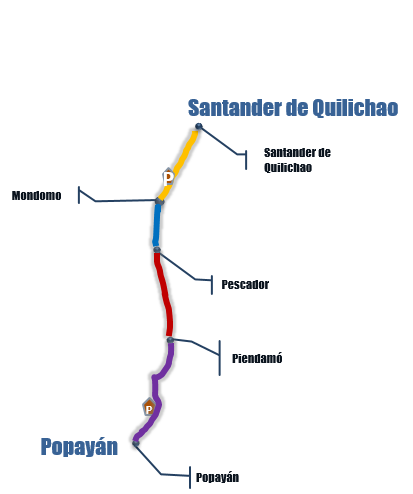 Santander de Quilichao
Santander de
Quilichao
P
Mondomo
Pescador
Piendamó
P
Popayán
Popayán